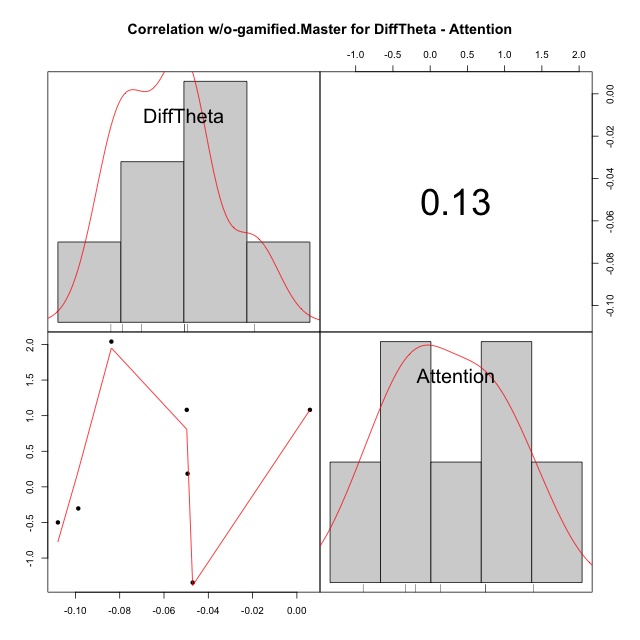 Correlation w/o-gamified.Master for DiffTheta - Attention
-1.0 -0.5 0.0 0.5 1.0 1.5 2.0
DiffTheta
0.13
0.00
-0.02
-0.04
-0.06
-0.08
-0.10
2.0
1.5
1.0
0.5
0.0
-0.5
-1.0
Attention
-0.10 -0.08 -0.06 -0.04 -0.02 0.00